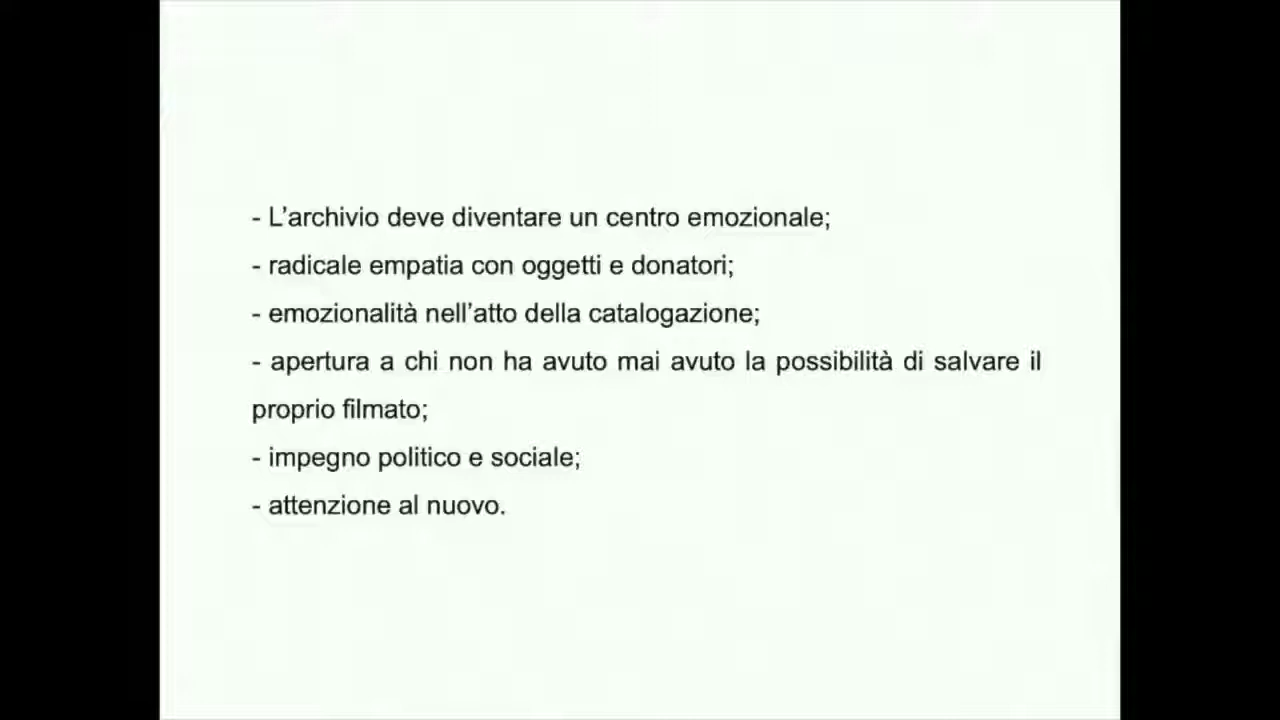 - L’archivio deve diventare un centro emozionale;
- radicale empatia con oggetti e donatori;
- emozionalità nell’atto della catalogazione;
- apertura a chi non ha avuto mai avuto la possibilità di salvare il
proprio filmato;
- impegno politico e sociale;
- attenzione al nuovo.